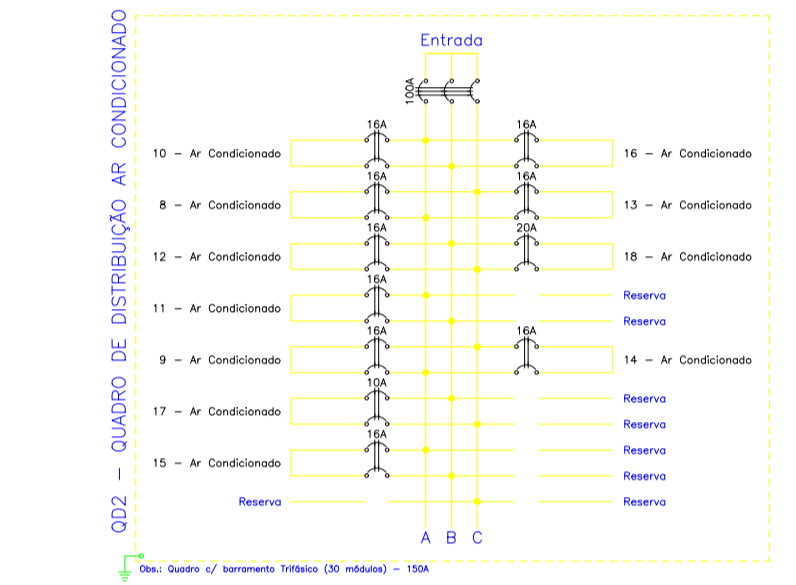 QD2 - QUADRO DE DISTRIBUIÇÃO AR CONDICIONADO
Entrada
100A
16A 16A
10 - Ar Condicionado 16 - Ar Condicionado
16A 16A
8 - Ar Condicionado 13 - Ar Condicionado
16A 20A
12 - Ar Condicionado 18 - Ar Condicionado
16A
Reserva
11 - Ar Condicionado
Reserva
16A 16A
9 - Ar Condicionado 14 - Ar Condicionado
10A
Reserva
17 - Ar Condicionado
Reserva
16A
Reserva
15 - Ar Condicionado
Reserva
Reserva Reserva
A B C
Obs.: Quadro c/ barramento Trifásico (30 módulos) - 150A